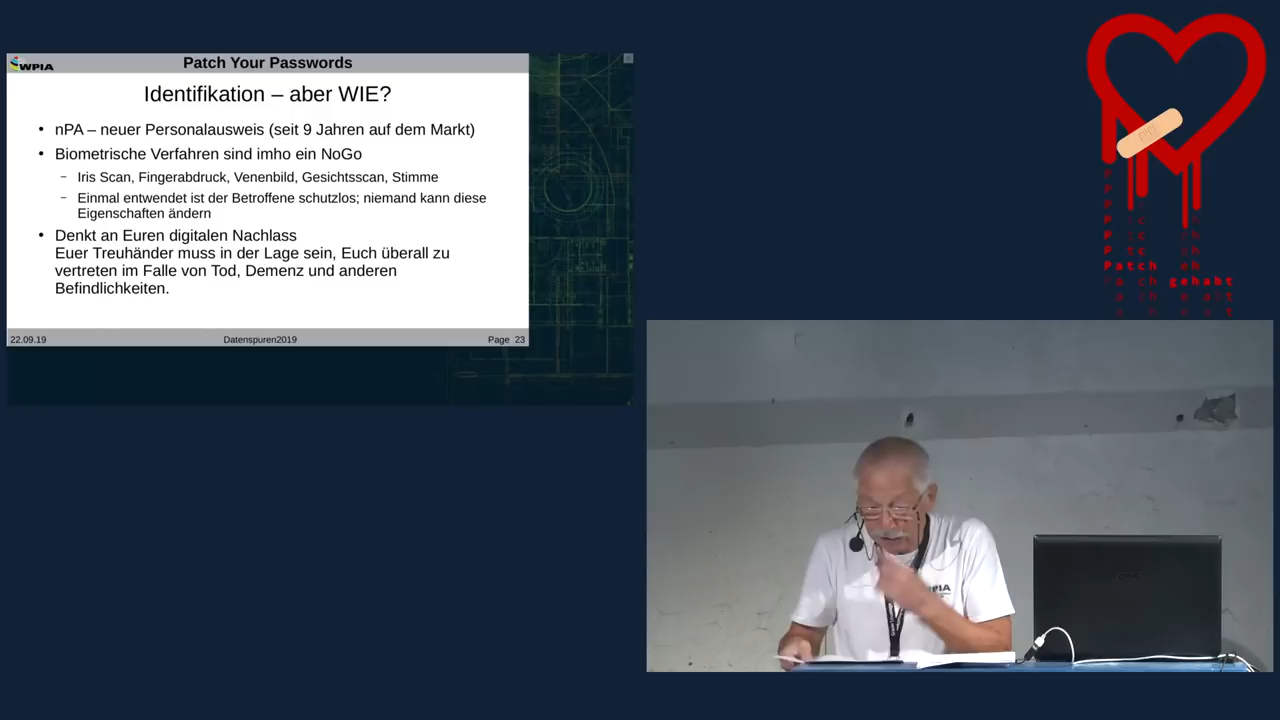 WPIA
Patch Your Passwords
Identifikation – aber WIE?
• nPA – neuer Personalausweis (seit 9 Jahren auf dem Markt)
• Biometrische Verfahren sind imho ein NoGo
– Iris Scan, Fingerabdruck, Venenbild, Gesichtsscan, Stimme
– Einmal entwendet ist der Betroffene schutzlos; niemand kann diese
Eigenschaften ändern
• Denkt an Euren digitalen Nachlass
Euer Treuhänder muss in der Lage sein, Euch überall zu
vertreten im Falle von Tod, Demenz und anderen
Befindlichkeiten.
22.09.19 Datenspuren2019 Page 23
Patch
gehabt